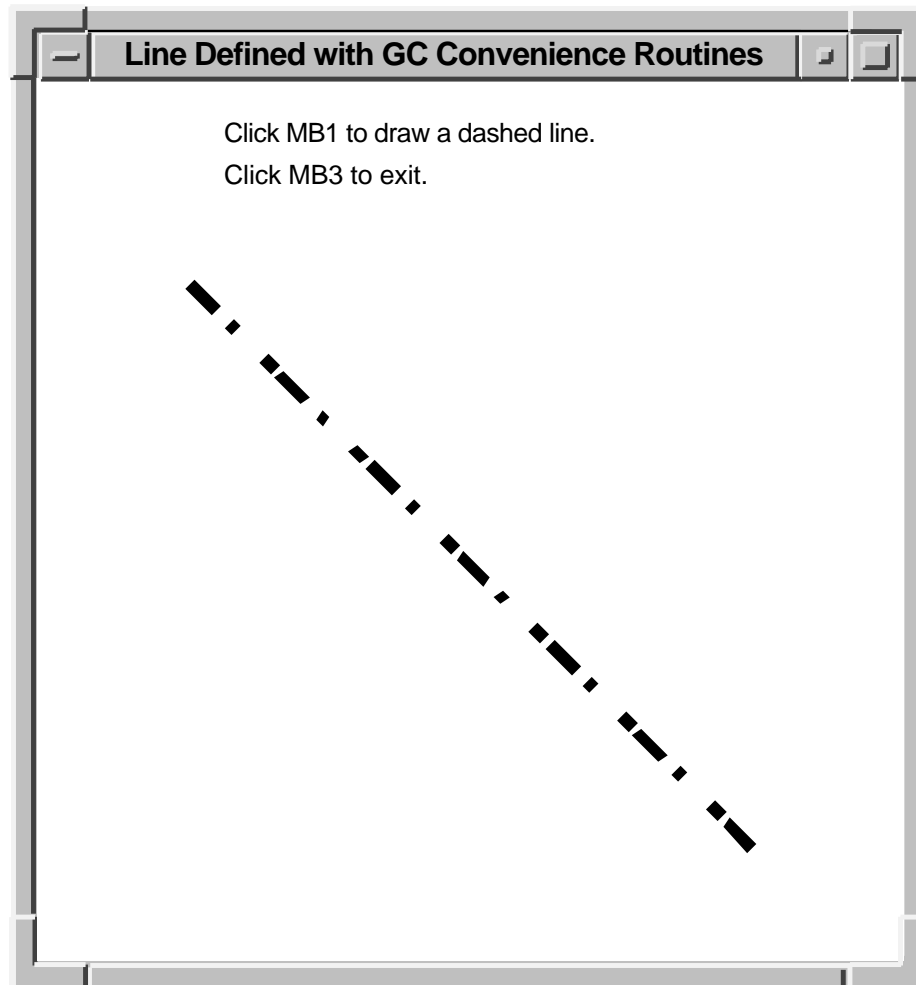 Line Defined with GC Convenience Routines
Click MB1 to draw a dashed line.
Click MB3 to exit.